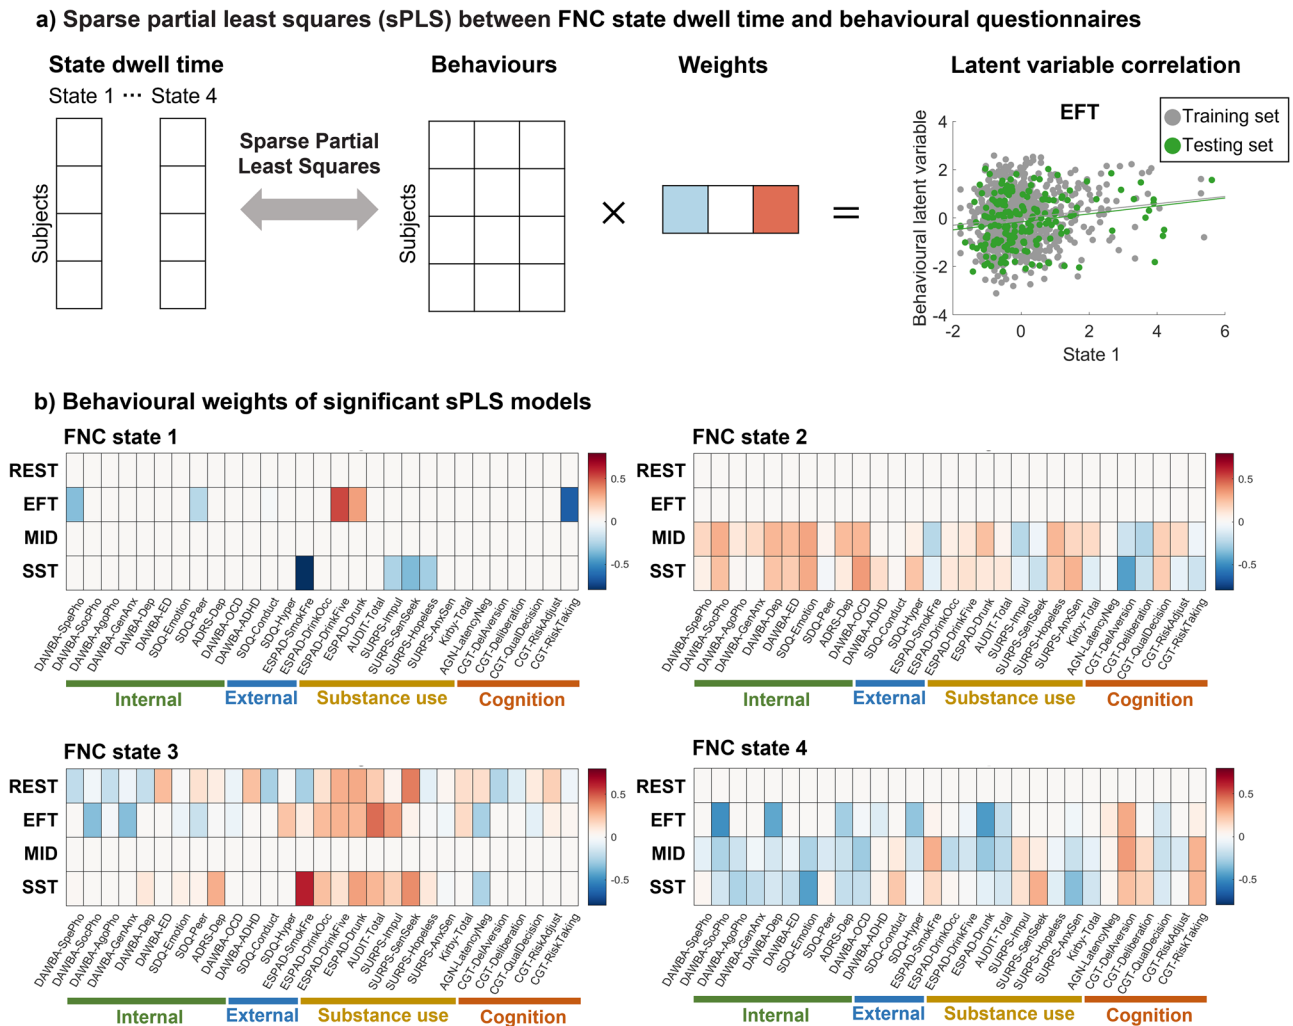 a) Sparse partial least squares (sPLS) between FNC state dwell time and behavioural questionnaires
State dwell time
State 1 ··· State 4
Subjects
Sparse Partial
Least Squares
Behaviours
Subjects
Weights
×
=
Latent variable correlation
EFT
Training set
Testing set
Behavioural latent variable
4
2
0
-2
-4
-2
0
2
4
6
State 1
b) Behavioural weights of significant sPLS models
FNC state 1
REST
EFT
MID
SST
0.5
0
-0.5
DAWBA-SpePho
DAWBA-SocPho
DAWBA-AgoPho
DAWBA-GenAnx
DAWBA-Dep
DAWBA-ED
SDQ-Emotion
SDQ-Peer
ADRS-Dep
DAWBA-OCD
DAWBA-ADHD
SDQ-Conduct
SDQ-Hyper
ESPAD-SmokFre
ESPAD-DrinkOcc
ESPAD-DrinkFive
ESPAD-Drunk
AUDIT-Total
SURPS-Impul
SURPS-SenSeek
SURPS-Hopeless
SURPS-AnxSen
Kirby-Total
AGN-LatencyNeg
CGT-DelAversion
CGT-Deliberation
CGT-QualDecision
CGT-RiskAdjust
CGT-RiskTaking
Internal
External
Substance use
Cognition
FNC state 2
REST
EFT
MID
SST
0.5
0
-0.5
DAWBA-SpePho
DAWBA-SocPho
DAWBA-AgoPho
DAWBA-GenAnx
DAWBA-Dep
DAWBA-ED
SDQ-Emotion
SDQ-Peer
ADRS-Dep
DAWBA-OCD
DAWBA-ADHD
SDQ-Conduct
SDQ-Hyper
ESPAD-SmokFre
ESPAD-DrinkOcc
ESPAD-DrinkFive
ESPAD-Drunk
AUDIT-Total
SURPS-Impul
SURPS-SenSeek
SURPS-Hopeless
SURPS-AnxSen
Kirby-Total
AGN-LatencyNeg
CGT-DelAversion
CGT-Deliberation
CGT-QualDecision
CGT-RiskAdjust
CGT-RiskTaking
Internal
External
Substance use
Cognition
FNC state 3
REST
EFT
MID
SST
0.5
0
-0.5
DAWBA-SpePho
DAWBA-SocPho
DAWBA-AgoPho
DAWBA-GenAnx
DAWBA-Dep
DAWBA-ED
SDQ-Emotion
SDQ-Peer
ADRS-Dep
DAWBA-OCD
DAWBA-ADHD
SDQ-Conduct
SDQ-Hyper
ESPAD-SmokFre
ESPAD-DrinkOcc
ESPAD-DrinkFive
ESPAD-Drunk
AUDIT-Total
SURPS-Impul
SURPS-SenSeek
SURPS-Hopeless
SURPS-AnxSen
Kirby-Total
AGN-LatencyNeg
CGT-DelAversion
CGT-Deliberation
CGT-QualDecision
CGT-RiskAdjust
CGT-RiskTaking
Internal
External
Substance use
Cognition
FNC state 4
REST
EFT
MID
SST
0.5
0
-0.5
DAWBA-SpePho
DAWBA-SocPho
DAWBA-AgoPho
DAWBA-GenAnx
DAWBA-Dep
DAWBA-ED
SDQ-Emotion
SDQ-Peer
ADRS-Dep
DAWBA-OCD
DAWBA-ADHD
SDQ-Conduct
SDQ-Hyper
ESPAD-SmokFre
ESPAD-DrinkOcc
ESPAD-DrinkFive
ESPAD-Drunk
AUDIT-Total
SURPS-Impul
SURPS-SenSeek
SURPS-Hopeless
SURPS-AnxSen
Kirby-Total
AGN-LatencyNeg
CGT-DelAversion
CGT-Deliberation
CGT-QualDecision
CGT-RiskAdjust
CGT-RiskTaking
Internal
External
Substance use
Cognition